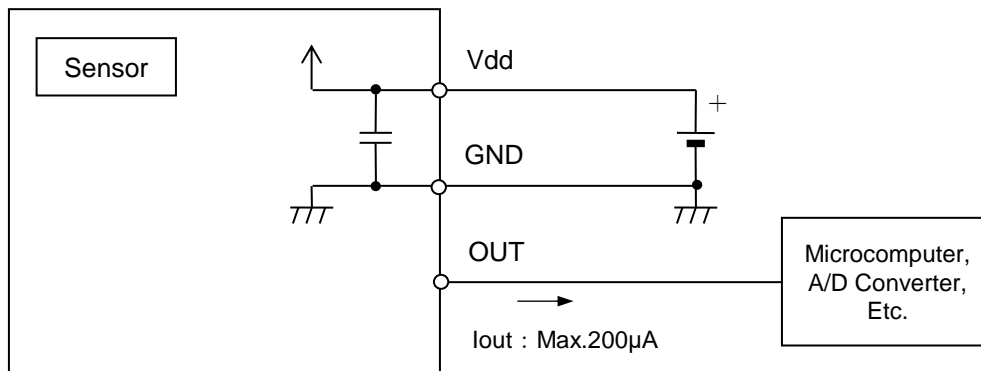 Sensor
Vdd
+
GND
OUT
Microcomputer,
A/D Converter,
Etc.
Iout : Max.200µA